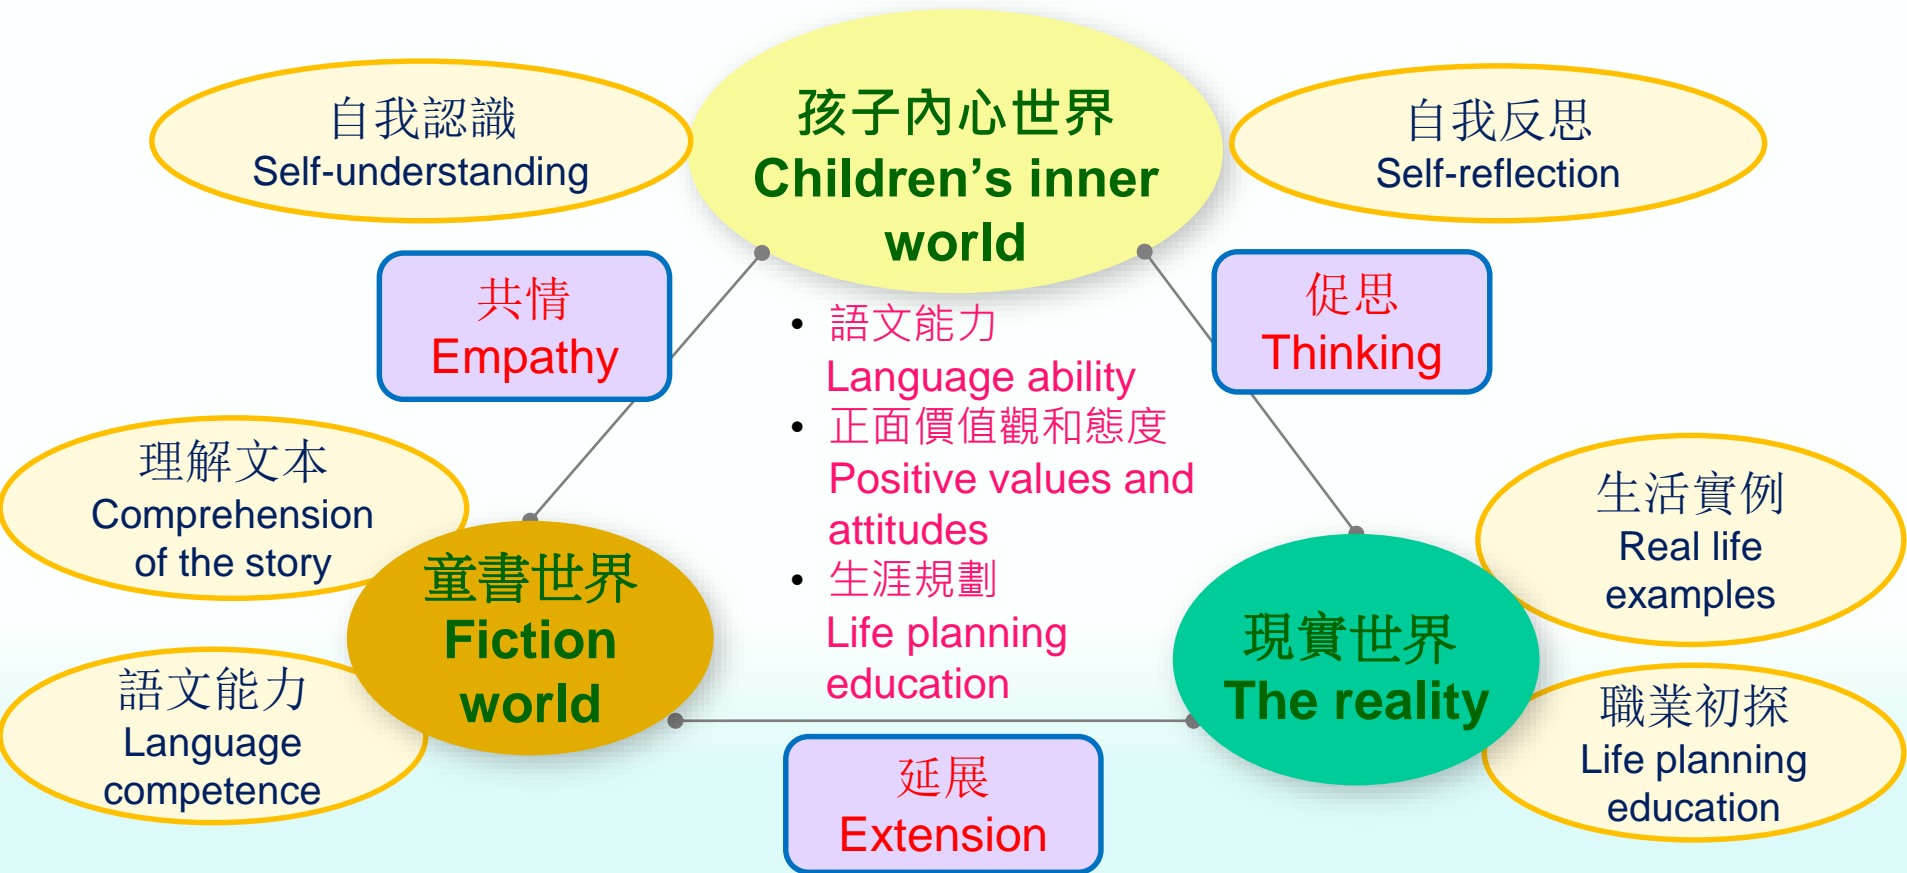 孩子內心世界
Children’s inner
world
自我認識
Self-understanding
自我反思
Self-reflection
共情
Empathy
促思
Thinking
• 語文能力
Language ability
• 正面價值觀和態度
Positive values and
attitudes
• 生涯規劃
Life planning
education
理解文本
Comprehension
of the story
童書世界
Fiction
world
語文能力
Language
competence
生活實例
Real life
examples
現實世界
The reality
職業初探
Life planning
education
延展
Extension